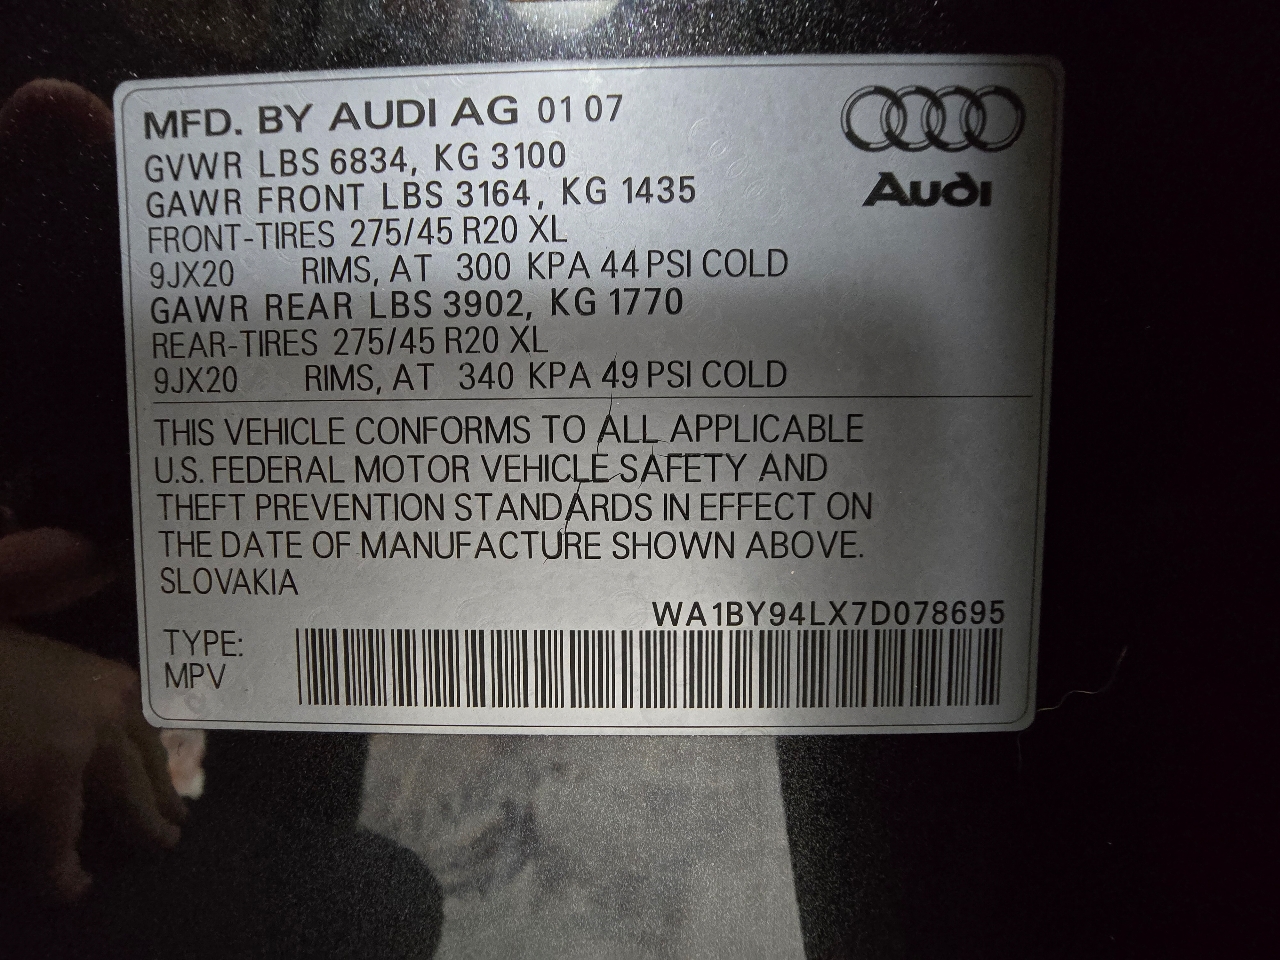 MFD. BY AUDI AG 01 07
GVWR LBS 6834, KG 3100
GAWR FRONT LBS 3164, KG 1435
FRONT-TIRES 275/45 R20 XL
9JX20 RIMS, AT 300 KPA 44 PSI COLD
GAWR REAR LBS 3902, KG 1770
REAR-TIRES 275/45 R20 XL
9JX20 RIMS, AT 340 KPA 49 PSI COLD
Audi
THIS VEHICLE CONFORMS TO ALL APPLICABLE
U.S. FEDERAL MOTOR VEHICLE SAFETY AND
THEFT PREVENTION STANDARDS IN EFFECT ON
THE DATE OF MANUFACTURE SHOWN ABOVE.
SLOVAKIA
WA1BY94LX7D078695
TYPE:
MPV